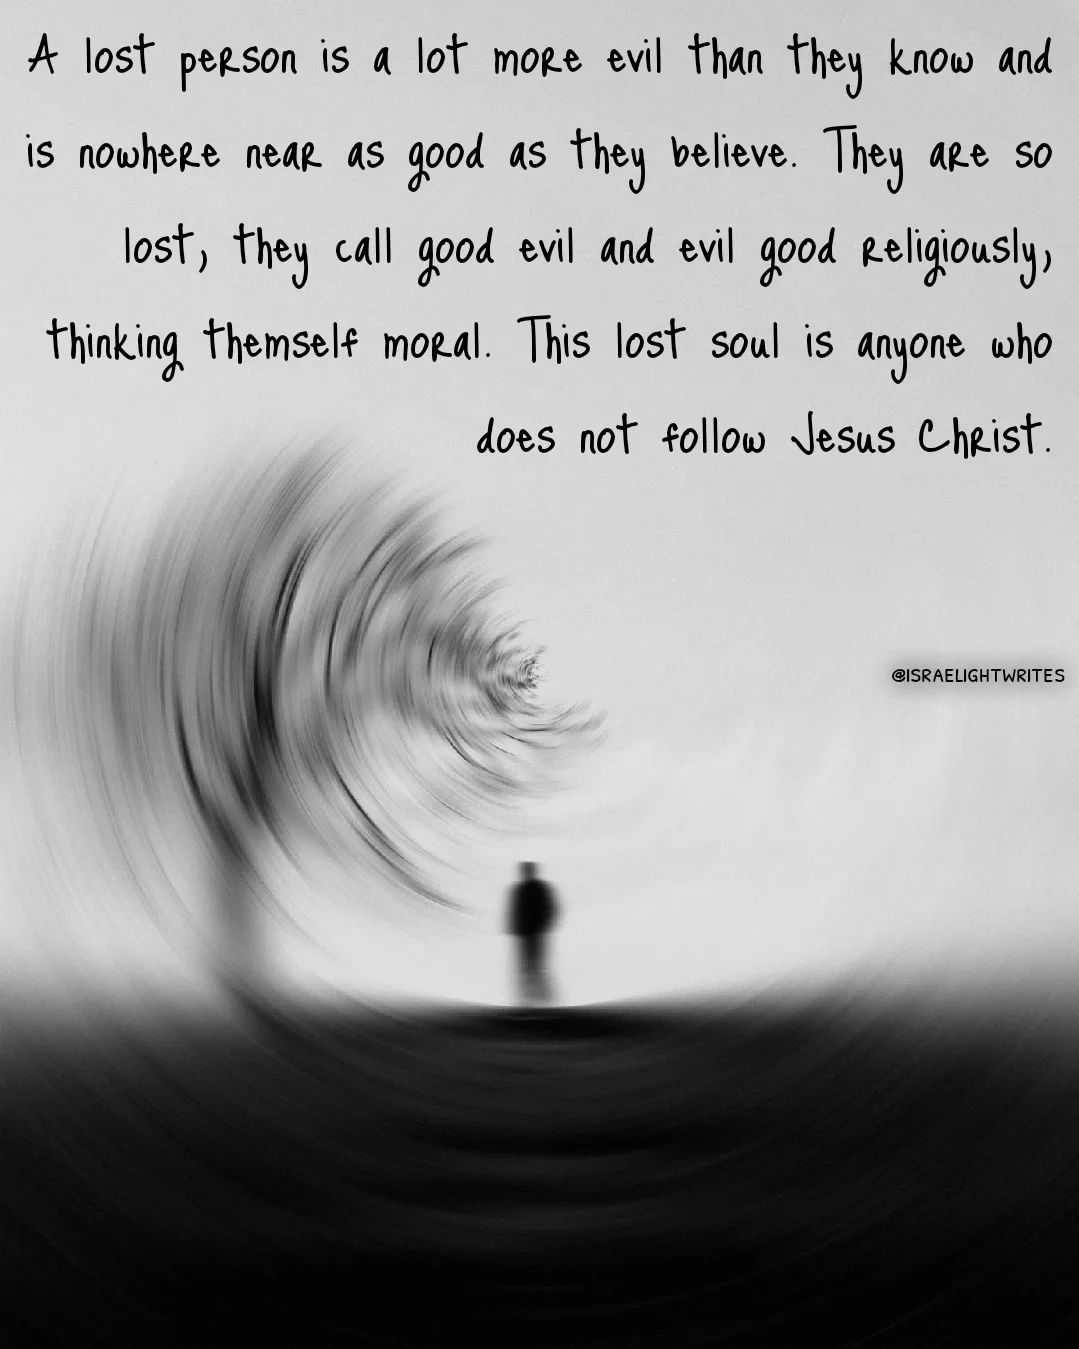 A lost person is a lot more evil than they know and
is nowhere near as good as they believe. They are so
lost, they call good evil and evil good religiously,
thinking themself moral. This lost soul is anyone who
does not follow Jesus Christ.
@ISRAELIGHTWRITES